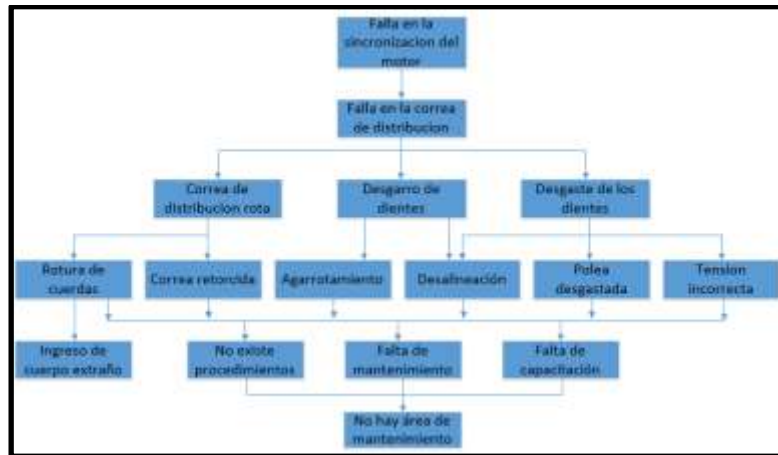 Falla en la
sincronizacion del
motor
Falla en la correa
de distribucion
Correa de
distribucion rota
Desgarro de
dientes
Desgaste de los
dientes
Rotura de
cuerdas
Correa retorcida
Agarrotamiento
Desalineación
Polea
desgastada
Tension
incorrecta
Ingreso de
cuerpo extraño
No existe
procedimientos
Falta de
mantenimiento
Falta de
capacitación
No hay área de
mantenimiento